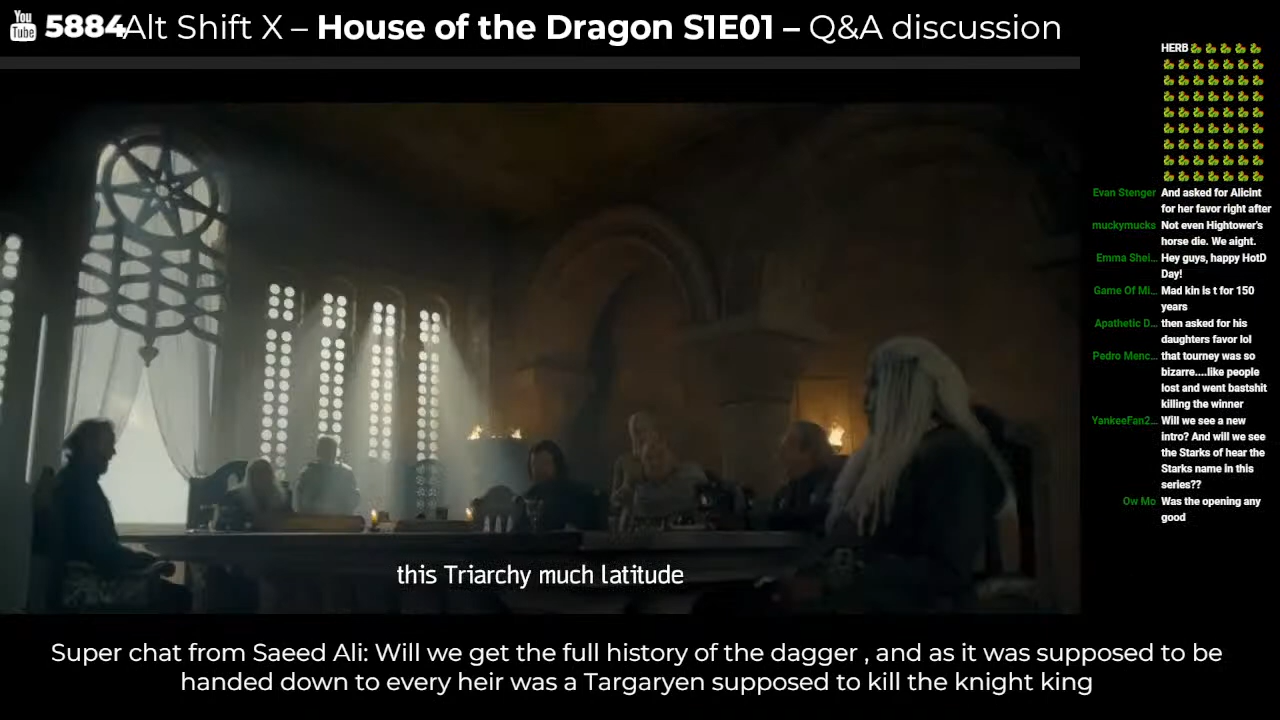 You Tube 5884 Alt Shift X – House of the Dragon S1E01 – Q&A discussion
HERB
Evan Stenger And asked for Alicint
for her favor right after
muckymucks Not even Hightower's
horse die. We aight.
Emma Shei... Hey guys, happy HotD
Day!
Game Of Mi... Mad kin is t for 150
years
Apathetic D... then asked for his
daughters favor lol
Pedro Menc... that tourney was so
bizarre....like people
lost and went batshit
killing the winner
YankeeFan2... Will we see a new
intro? And will we see
the Starks of hear the
Starks name in this
series??
Ow Mo Was the opening any
good
this Triarchy much latitude
Super chat from Saeed Ali: Will we get the full history of the dagger , and as it was supposed to be
handed down to every heir was a Targaryen supposed to kill the knight king